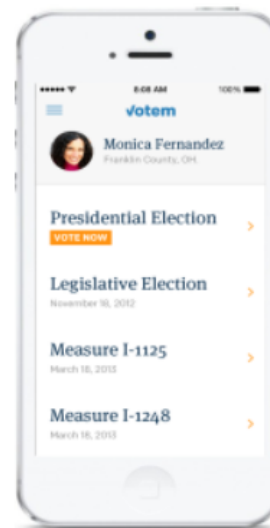 8:08 AM
100%
votem
Monica Fernandez
Franklin County, OH
Presidential Election
VOTE NOW
Legislative Election
November 18, 2012
Measure I-1125
March 18, 2013
Measure I-1248
March 18, 2013